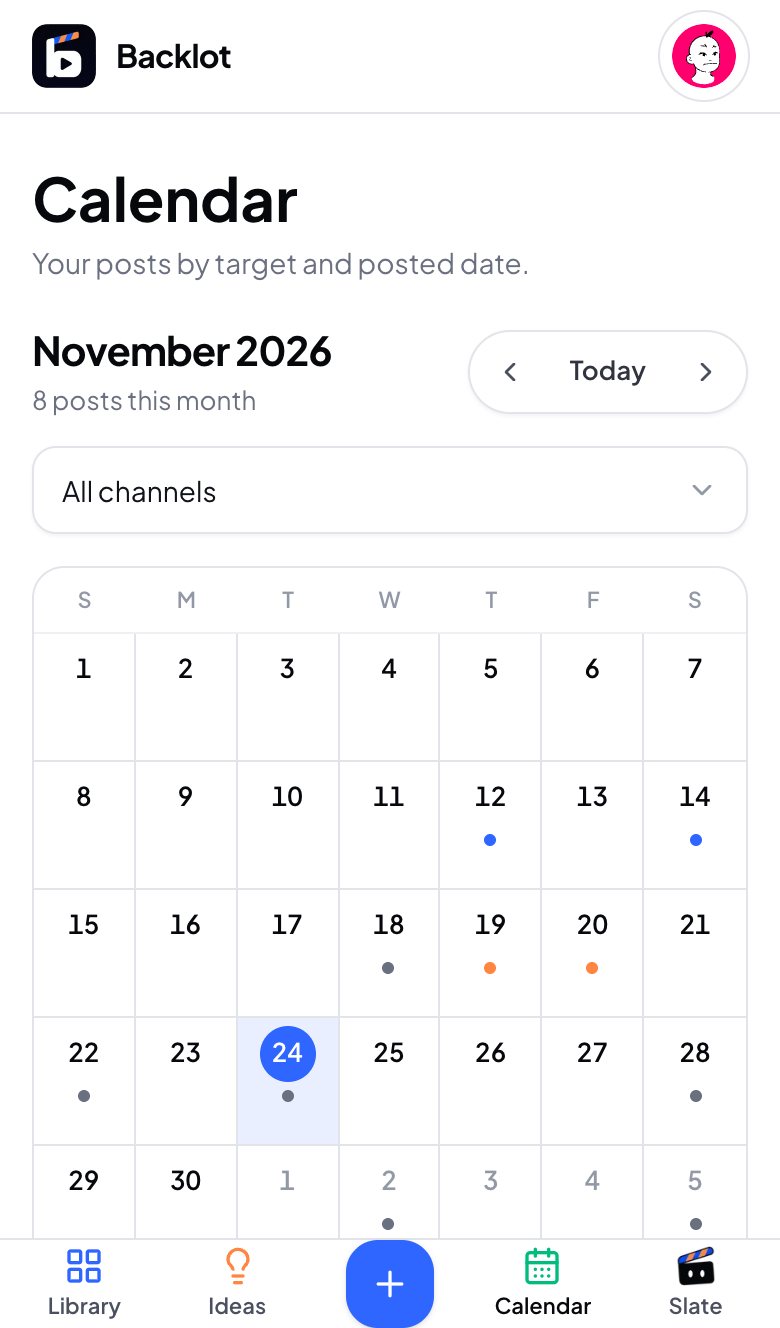 Backlot
Calendar
Your posts by target and posted date.
November 2026
8 posts this month
Today
All channels
S M T W T F S
1 2 3 4 5 6 7
8 9 10 11 12 13 14
15 16 17 18 19 20 21
22 23 24 25 26 27 28
29 30 1 2 3 4 5
Library Ideas Calendar Slate